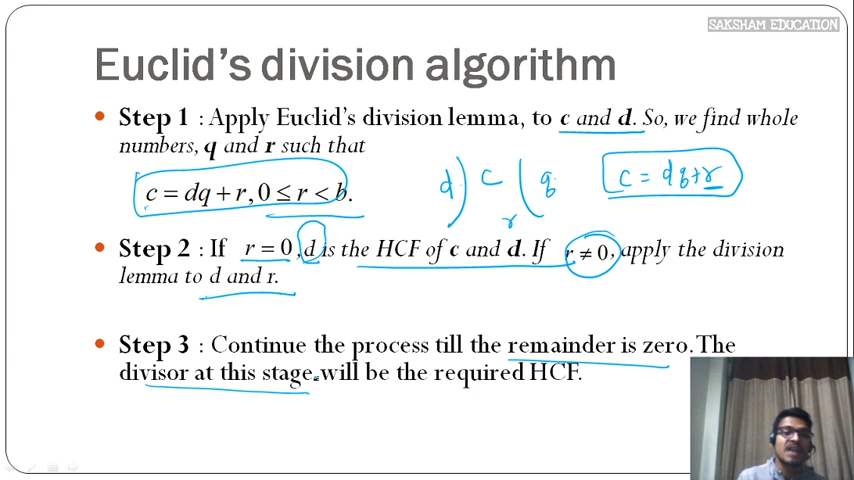 SAKSHAM EDUCATION
Euclid's division algorithm
• Step 1 : Apply Euclid's division lemma, to c and d. So, we find whole
numbers, q and r such that
c = dq + r, 0 ≤ r < b.
d) c ( q
r
c = dq+r
• Step 2 : If r = 0 , d is the HCF of c and d. If r ≠ 0 , apply the division
lemma to d and r.
• Step 3 : Continue the process till the remainder is zero. The
divisor at this stage will be the required HCF.